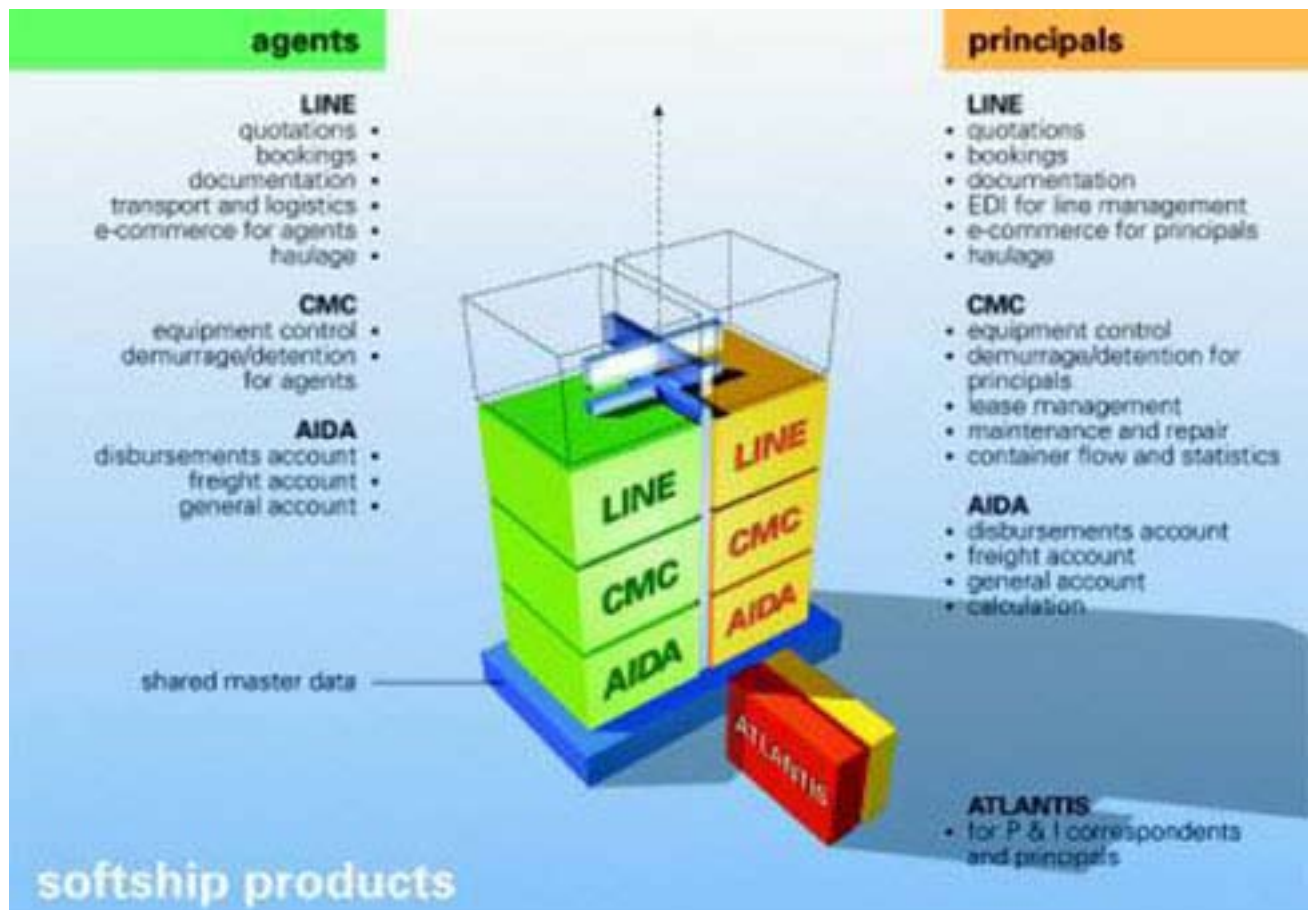 agents
LINE
quotations •
bookings •
documentation •
transport and logistics •
e-commerce for agents •
haulage •
CMC
equipment control •
demurrage/detention •
for agents
AIDA
disbursements account •
freight account •
general account •
shared master data
LINE
CMC
AIDA
LINE
CMC
AIDA
ATLANTIS
principals
LINE
• quotations
• bookings
• documentation
• EDI for line management
• e-commerce for principals
• haulage
CMC
• equipment control
• demurrage/detention for
principals
• lease management
• maintenance and repair
• container flow and statistics
AIDA
• disbursements account
• freight account
• general account
• calculation
ATLANTIS
• for P & I correspondents
and principals
softship products